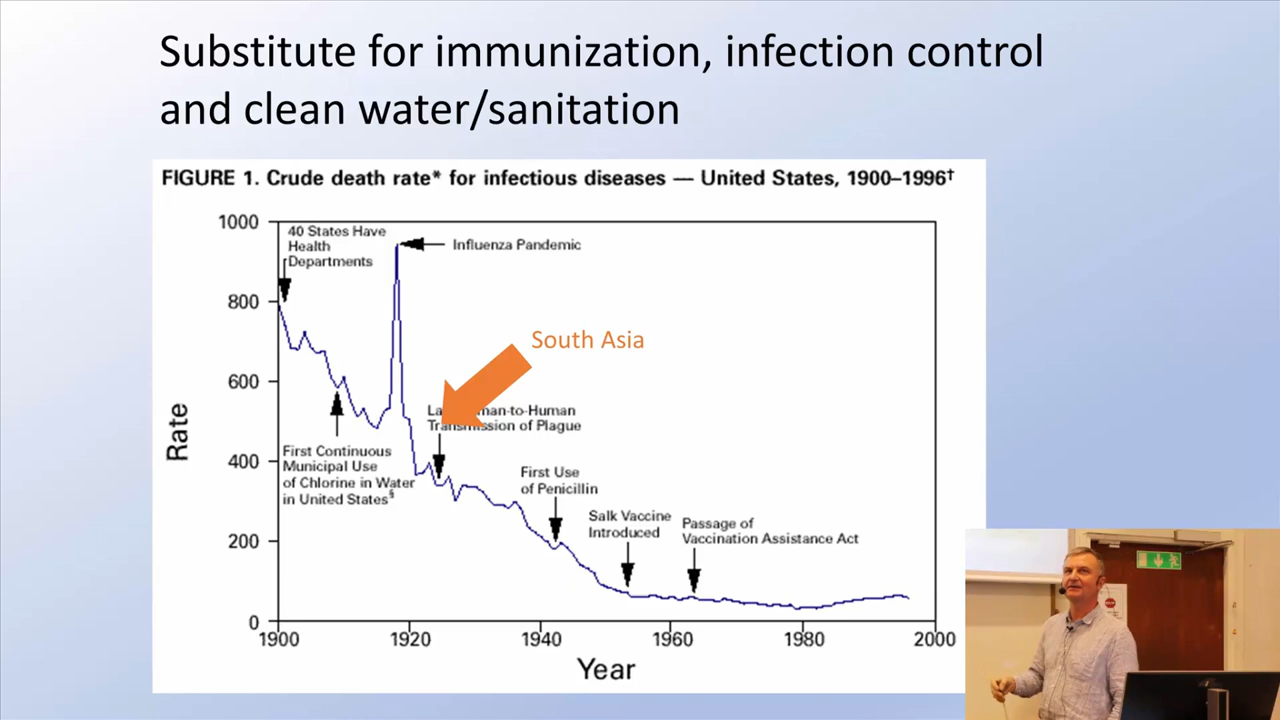 Substitute for immunization, infection control
and clean water/sanitation
FIGURE 1. Crude death rate* for infectious diseases — United States, 1900–1996†
1000
800
600
400
200
0
Rate
40 States Have
Health
Departments
Influenza Pandemic
South Asia
to-Human
Transmission of Plague
First Continuous
Municipal Use
of Chlorine in Water
in United States§
First Use
of Penicillin
Salk Vaccine
Introduced
Passage of
Vaccination Assistance Act
1900
1920
1940
1960
1980
2000
Year